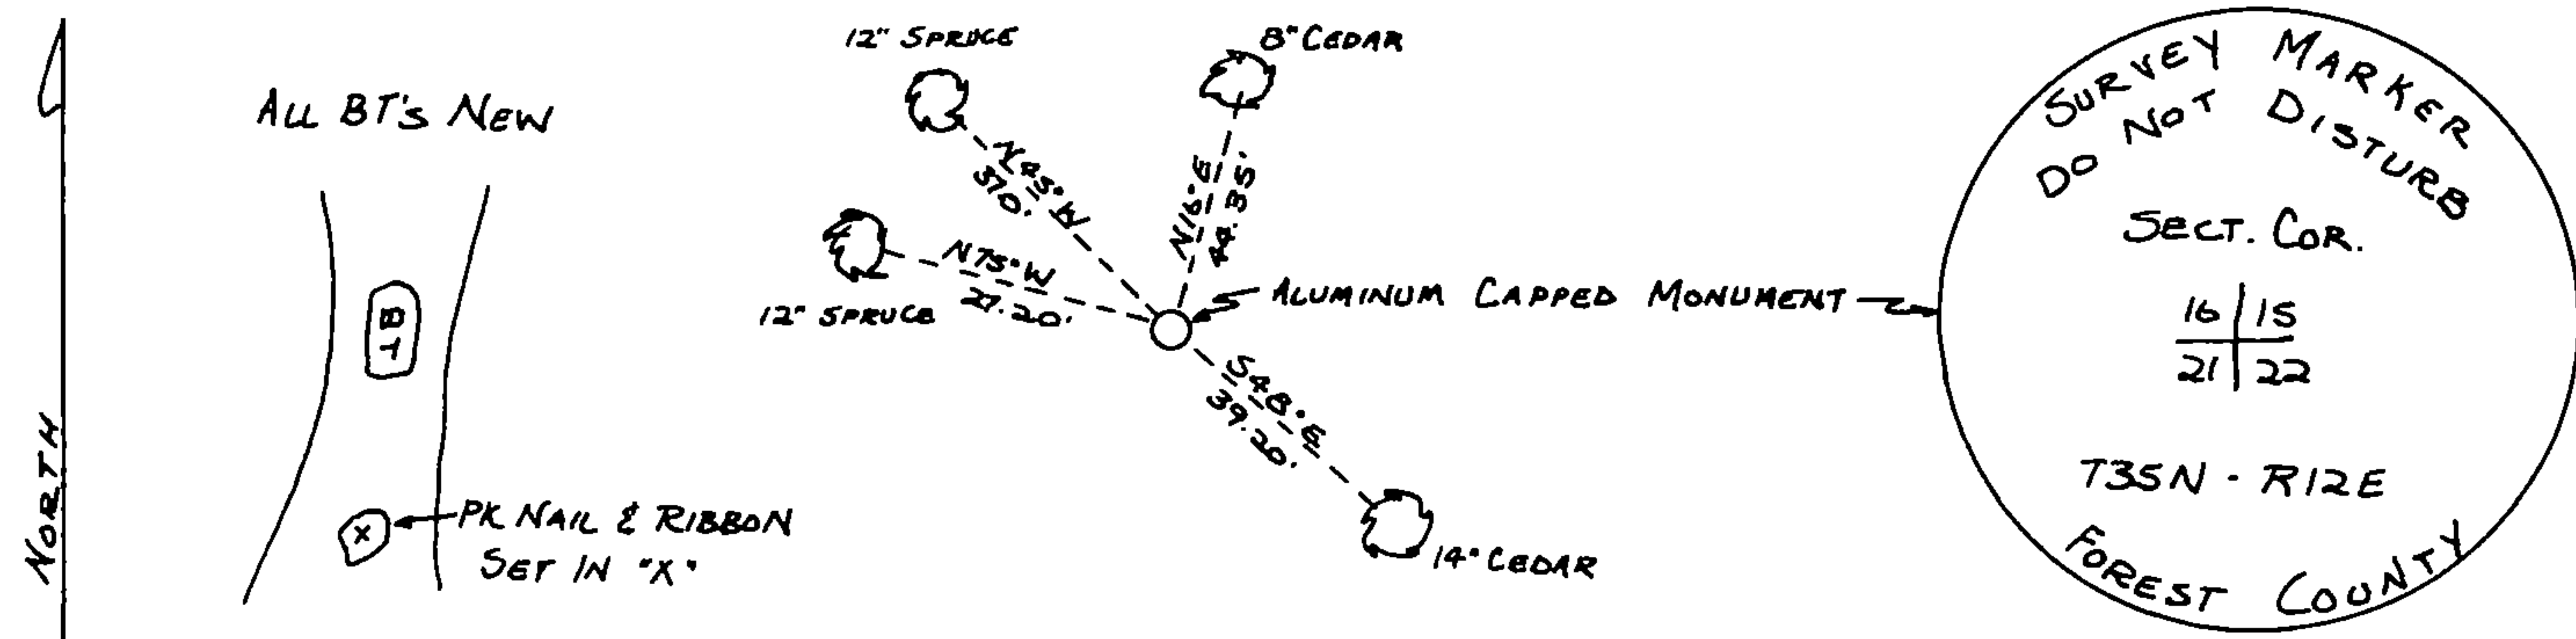 NORTH
ALL BT's NEW
BT
X
PK NAIL & RIBBON
SET IN "X"
12" SPRUCE
8" CEDAR
N45°W
N16°E
44.35'
N75°W
27.20'
12" SPRUCE
ALUMINUM CAPPED MONUMENT
S48°E
39.20'
14" CEDAR
SURVEY MARKER
DO NOT DISTURB
SECT. COR.
16 | 15
21 | 22
T35N - R12E
FOREST COUNTY